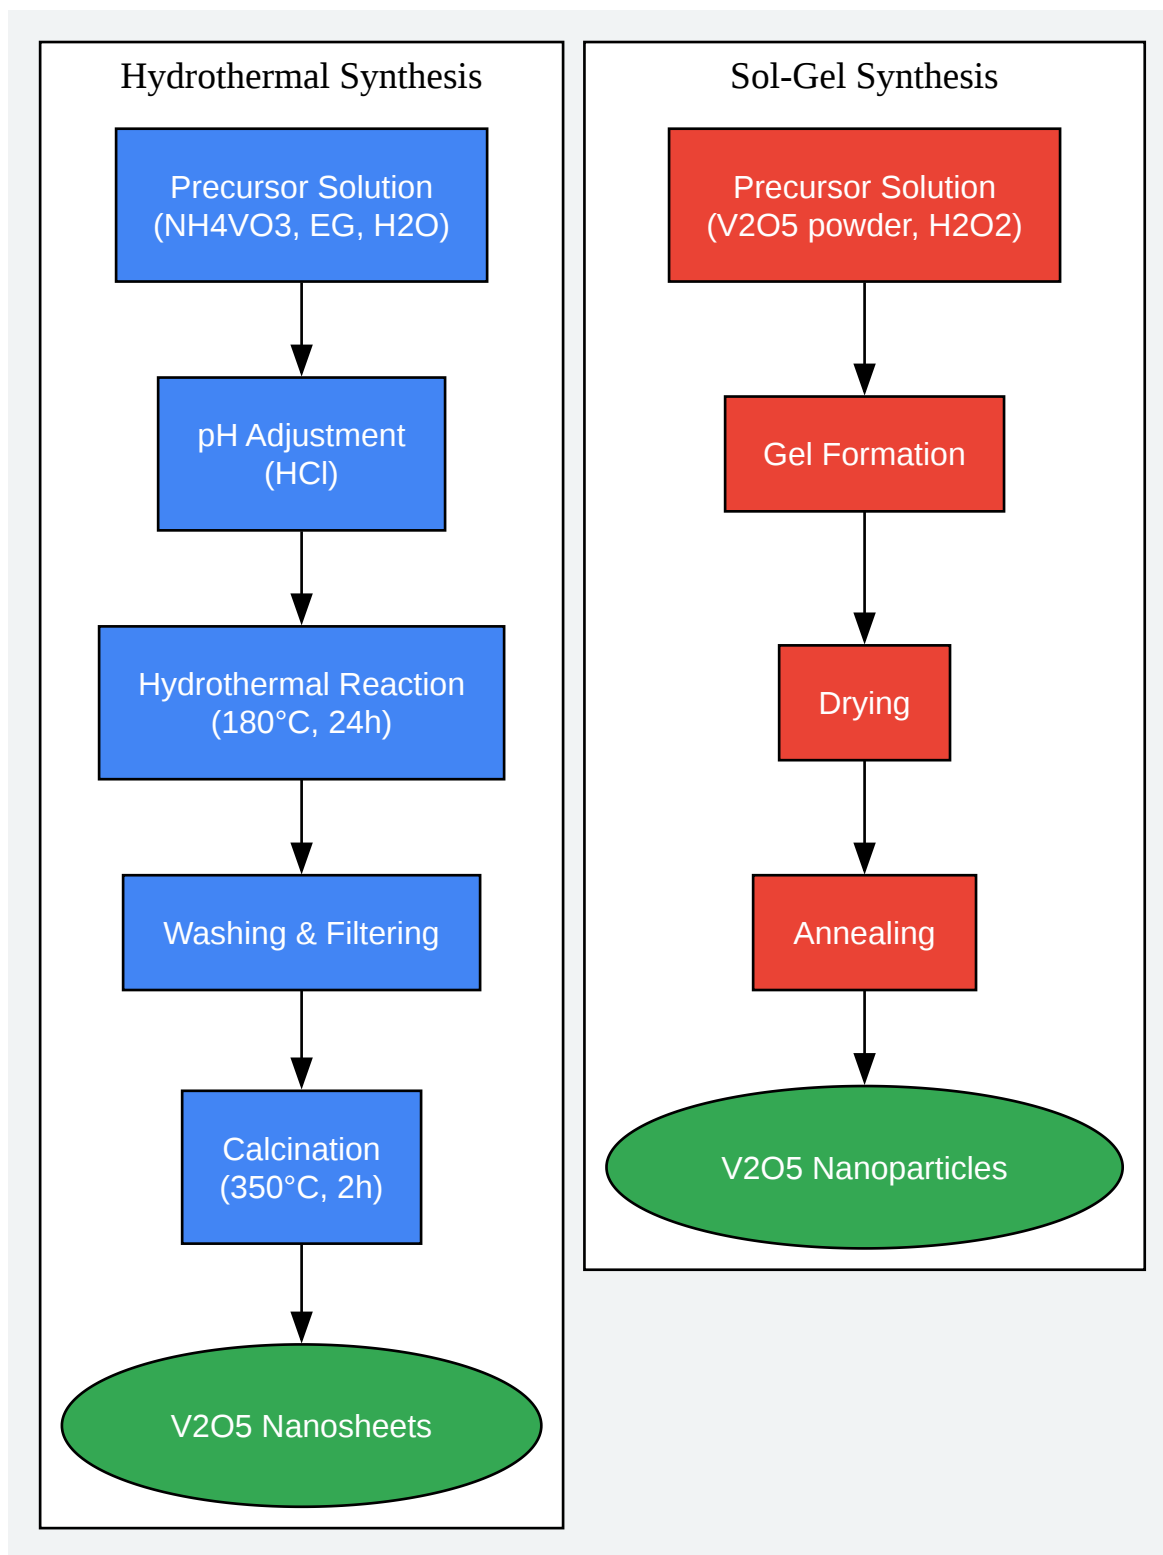 Hydrothermal Synthesis
Precursor Solution
(NH4VO3, EG, H2O)
pH Adjustment
(HCl)
Hydrothermal Reaction
(180°C, 24h)
Washing & Filtering
Calcination
(350°C, 2h)
V2O5 Nanosheets
Sol-Gel Synthesis
Precursor Solution
(V2O5 powder, H2O2)
Gel Formation
Drying
Annealing
V2O5 Nanoparticles